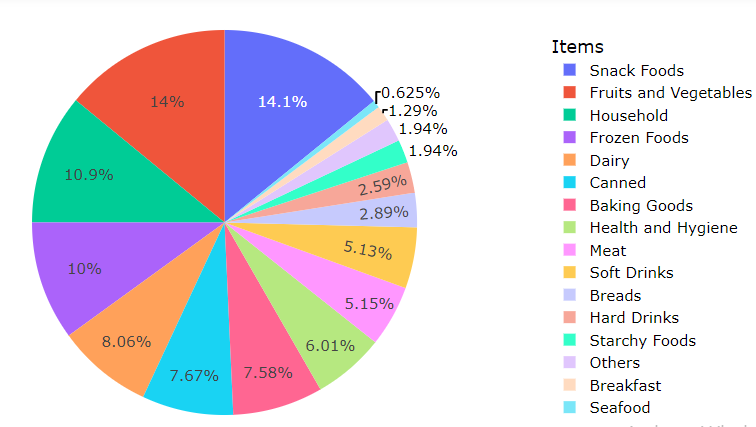 Items
Snack Foods
Fruits and Vegetables
Household
Frozen Foods
Dairy
Canned
Baking Goods
Health and Hygiene
Meat
Soft Drinks
Breads
Hard Drinks
Starchy Foods
Others
Breakfast
Seafood
14.1%
14%
10.9%
10%
8.06%
7.67%
7.58%
6.01%
5.15%
5.13%
2.89%
2.59%
1.94%
1.94%
1.29%
0.625%